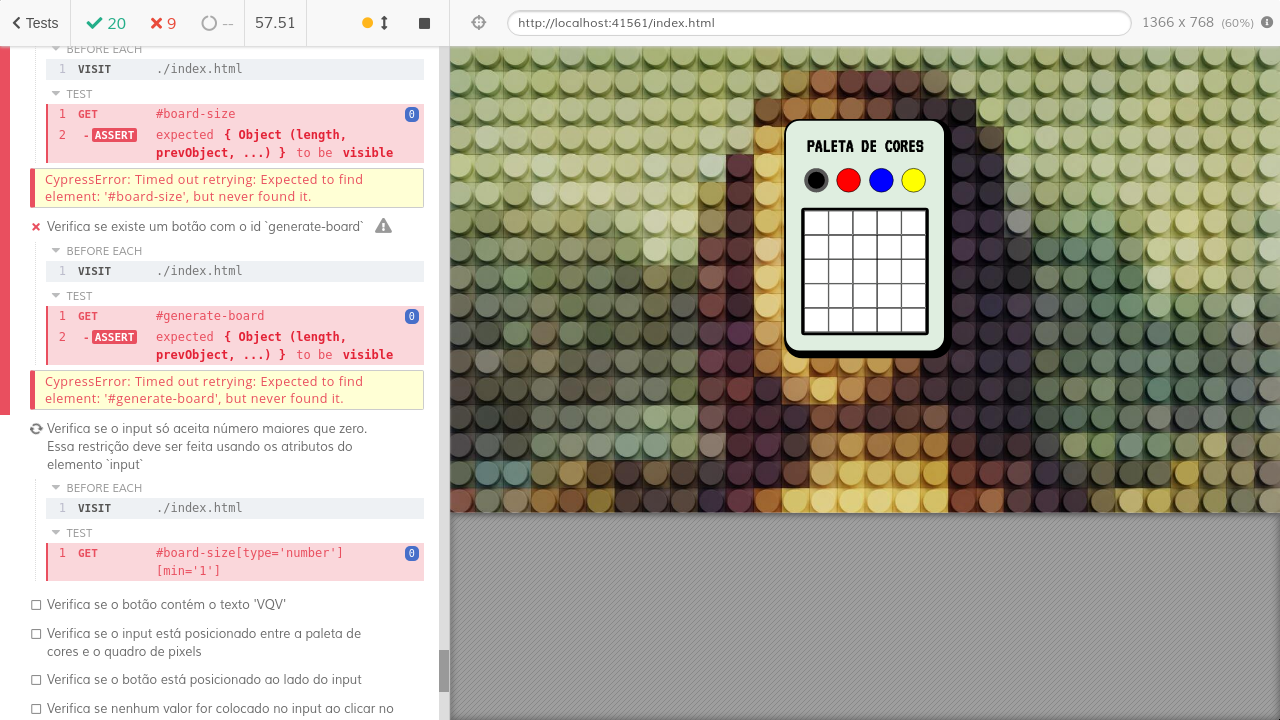 Tests
20
9
--
57.51
http://localhost:41561/index.html
1366 x 768 (60%)
BEFORE EACH
1 VISIT ./index.html
TEST
1 GET #board-size 0
2 - ASSERT expected { Object (length,
prevObject, ...) } to be visible
CypressError: Timed out retrying: Expected to find
element: '#board-size', but never found it.
Verifica se existe um botão com o id `generate-board`
BEFORE EACH
1 VISIT ./index.html
TEST
1 GET #generate-board 0
2 - ASSERT expected { Object (length,
prevObject, ...) } to be visible
CypressError: Timed out retrying: Expected to find
element: '#generate-board', but never found it.
Verifica se o input só aceita número maiores que zero.
Essa restrição deve ser feita usando os atributos do
elemento `input`
BEFORE EACH
1 VISIT ./index.html
TEST
1 GET #board-size[type='number'] 0
[min='1']
Verifica se o botão contém o texto 'VQV'
Verifica se o input está posicionado entre a paleta de
cores e o quadro de pixels
Verifica se o botão está posicionado ao lado do input
Verifica se nenhum valor for colocado no input ao clicar no
PALETA DE CORES